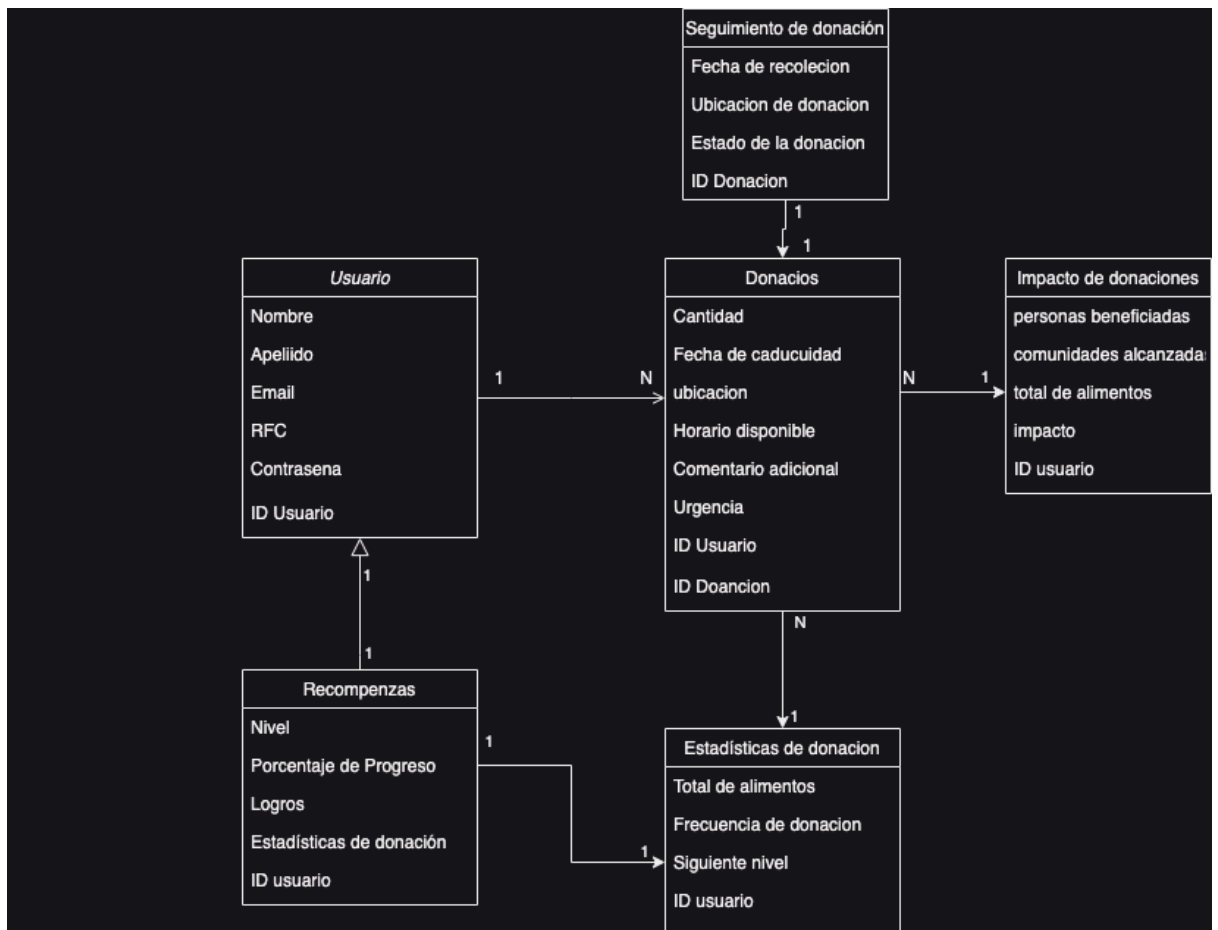 Seguimiento de donación
Fecha de recolecion
Ubicacion de donacion
Estado de la donacion
ID Donacion
1
1
Usuario
Nombre
Apeliido
Email
RFC
Contrasena
ID Usuario
1
N
Donacios
Cantidad
Fecha de caducuidad
ubicacion
Horario disponible
Comentario adicional
Urgencia
ID Usuario
ID Doancion
N
1
Impacto de donaciones
personas beneficiadas
comunidades alcanzadas
total de alimentos
impacto
ID usuario
1
1
Recompenzas
Nivel
Porcentaje de Progreso
Logros
Estadísticas de donación
ID usuario
1
1
N
1
Estadísticas de donacion
Total de alimentos
Frecuencia de donacion
Siguiente nivel
ID usuario